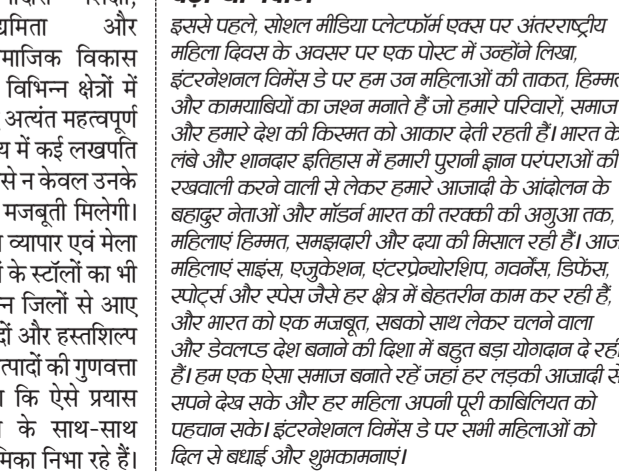 द्यमिता और
माजिक विकास
विभिन्न क्षेत्रों में
अत्यंत महत्वपूर्ण
य में कई लखपति
से न केवल उनके
मजबूती मिलेगी।
व्यापार एवं मेला
के स्टॉलों का भी
न्न जिलों से आए
दों और हस्तशिल्प
त्पादों की गुणवत्ता
कि ऐसे प्रयास
के साथ-साथ
मिका निभा रहे हैं।
इससे पहले, सोशल मीडिया प्लेटफॉर्म एक्स पर अंतरराष्ट्रीय
महिला दिवस के अवसर पर एक पोस्ट में उन्होंने लिखा,
इंटरनेशनल विमेंस डे पर हम उन महिलाओं की ताकत, हिम्मत
और कामयाबियों का जश्न मनाते हैं जो हमारे परिवारों, समाज
और हमारे देश की किस्मत को आकार देती रहती हैं। भारत के
लंबे और शानदार इतिहास में हमारी पुरानी ज्ञान परंपराओं की
रखवाली करने वाली से लेकर हमारे आजादी के आंदोलन के
बहादुर नेताओं और मॉडर्न भारत की तरक्की की अगुआ तक,
महिलाएं हिम्मत, समझदारी और दया की मिसाल रही हैं। आज
महिलाएं साइंस, एजुकेशन, एंटरप्रेन्योरशिप, गवर्नेंस, डिफेंस,
स्पोर्ट्स और स्पेस जैसे हर क्षेत्र में बेहतरीन काम कर रही हैं,
और भारत को एक मजबूत, सबको साथ लेकर चलने वाला
और डेवलप्ड देश बनाने की दिशा में बहुत बड़ा योगदान दे रही
हैं। हम एक ऐसा समाज बनाते रहें जहां हर लड़की आजादी से
सपने देख सके और हर महिला अपनी पूरी काबिलियत को
पहचान सके। इंटरनेशनल विमेंस डे पर सभी महिलाओं को
दिल से बधाई और शुभकामनाएं।